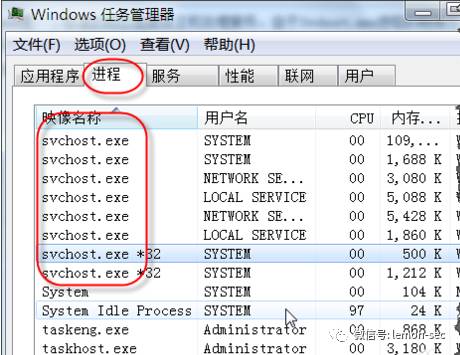 Windows 任务管理器
文件(F) 选项(O) 查看(V) 帮助(H)
应用程序 进程 服务 性能 联网 用户
映像名称 用户名 CPU 内存...
svchost.exe SYSTEM 00 109,...
svchost.exe SYSTEM 00 1,688 K
svchost.exe NETWORK SE... 00 3,080 K
svchost.exe LOCAL SERVICE 00 5,088 K
svchost.exe NETWORK SE... 00 5,428 K
svchost.exe LOCAL SERVICE 00 1,860 K
svchost.exe *32 SYSTEM 00 500 K
svchost.exe *32 SYSTEM 00 1,212 K
System SYSTEM 00 104 K
System Idle Process SYSTEM 97 24 K
taskeng.exe Administrator 00 868 K
taskhost.exe Administrator 00 3,180 K
微信号: lemon-sec